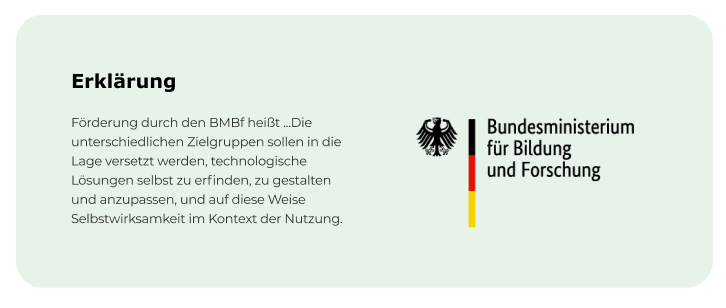 Erklärung
Förderung durch den BMBf heißt ...Die
unterschiedlichen Zielgruppen sollen in die
Lage versetzt werden, technologische
Lösungen selbst zu erfinden, zu gestalten
und anzupassen, und auf diese Weise
Selbstwirksamkeit im Kontext der Nutzung.
Bundesministerium
für Bildung
und Forschung